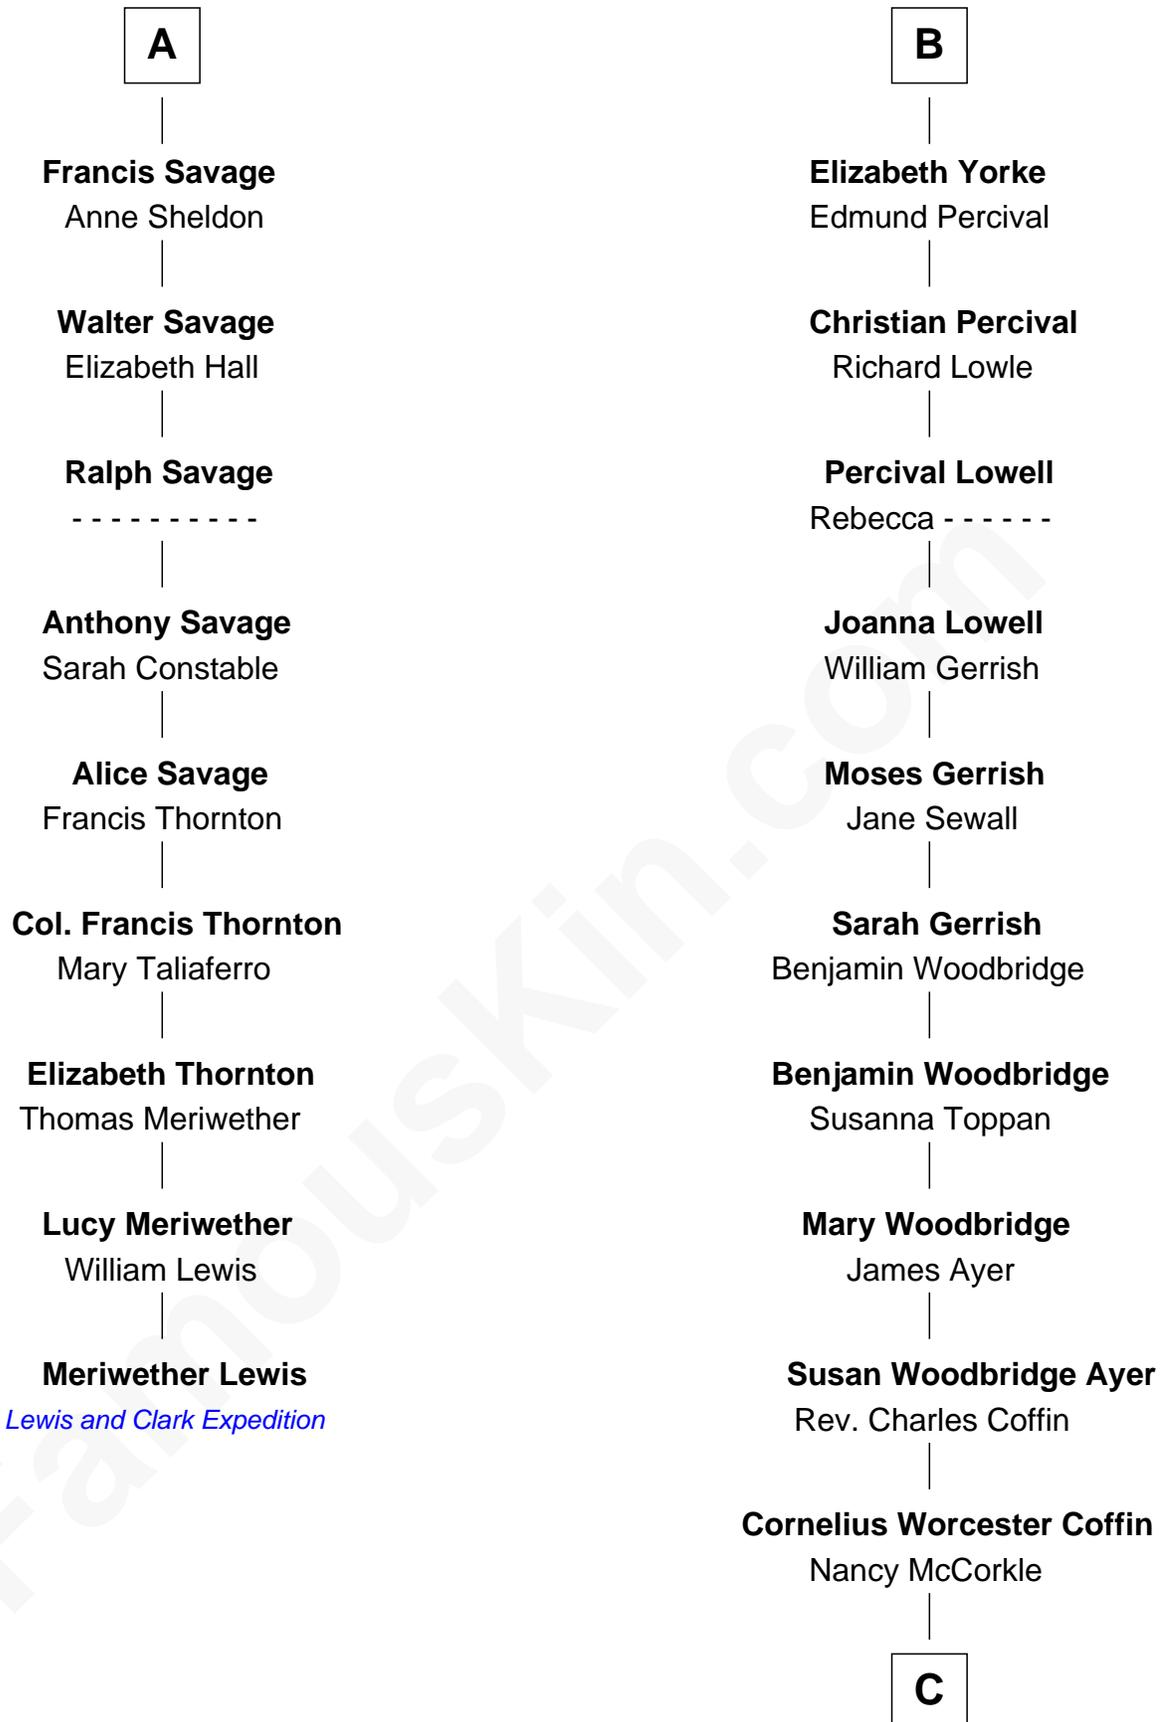 A
Francis Savage
Anne Sheldon
Walter Savage
Elizabeth Hall
Ralph Savage
- - - - - - - - - -
Anthony Savage
Sarah Constable
Alice Savage
Francis Thornton
Col. Francis Thornton
Mary Taliaferro
Elizabeth Thornton
Thomas Meriwether
Lucy Meriwether
William Lewis
Meriwether Lewis
Lewis and Clark Expedition
B
Elizabeth Yorke
Edmund Percival
Christian Percival
Richard Lowle
Percival Lowell
Rebecca - - - - - -
Joanna Lowell
William Gerrish
Moses Gerrish
Jane Sewall
Sarah Gerrish
Benjamin Woodbridge
Benjamin Woodbridge
Susanna Toppan
Mary Woodbridge
James Ayer
Susan Woodbridge Ayer
Rev. Charles Coffin
Cornelius Worcester Coffin
Nancy McCorkle
C
FamousKin.com